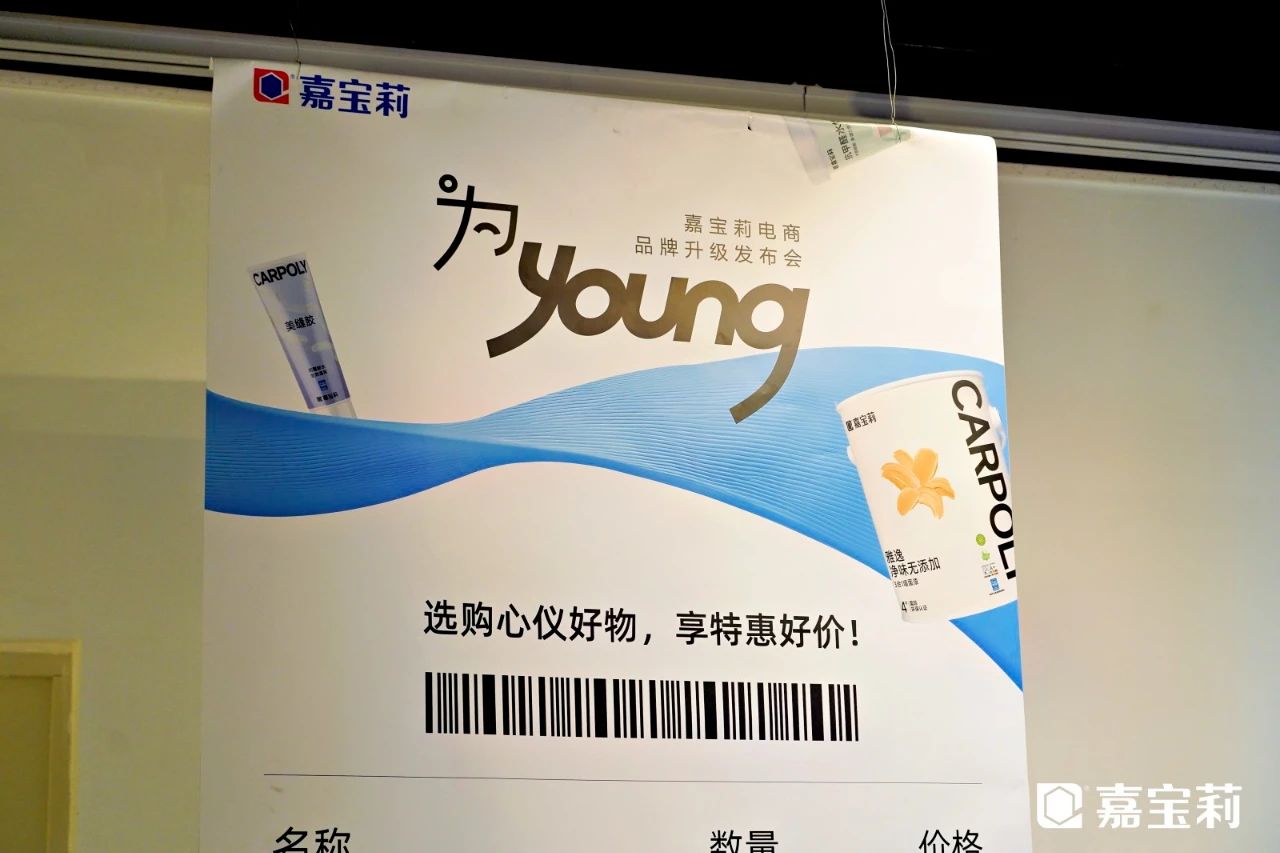 嘉宝莉
为young
嘉宝莉电商
品牌升级发布会
CARPOLY
美缝胶
嘉宝莉
CARPOLY
雅逸
净味无添加
选购心仪好物，享特惠好价！
名称 数量 价格
嘉宝莉